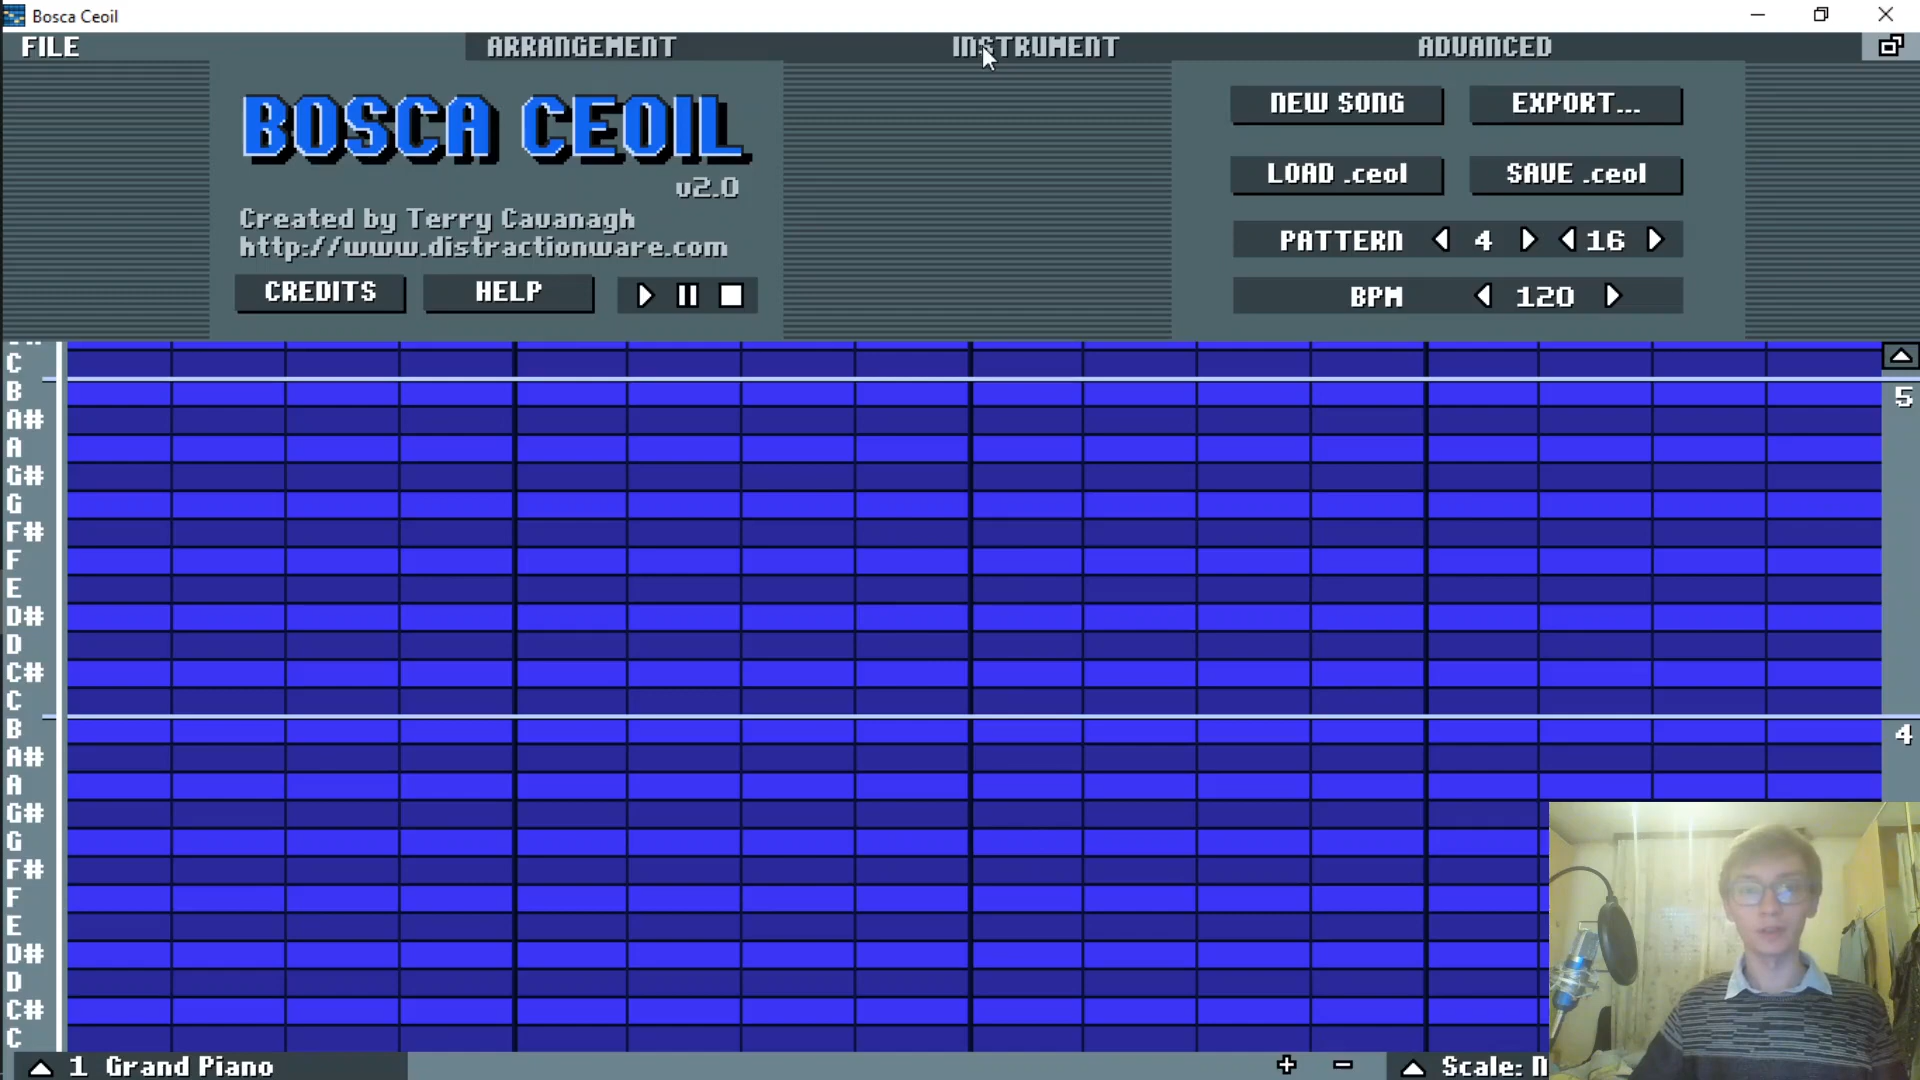 Bosca Ceoil
FILE ARRANGEMENT INSTRUMENT ADVANCED
BOSCA CEOIL
v2.0
Created by Terry Cavanagh
http://www.distractionware.com
CREDITS HELP
NEW SONG EXPORT...
LOAD .ceol SAVE .ceol
PATTERN 4 16
BPM 120
C
B
5
A#
A
G#
G
F#
F
E
D#
D
C#
C
B
4
A#
A
G#
G
F#
F
E
D#
D
C#
C
1 Grand Piano + - Scale: N